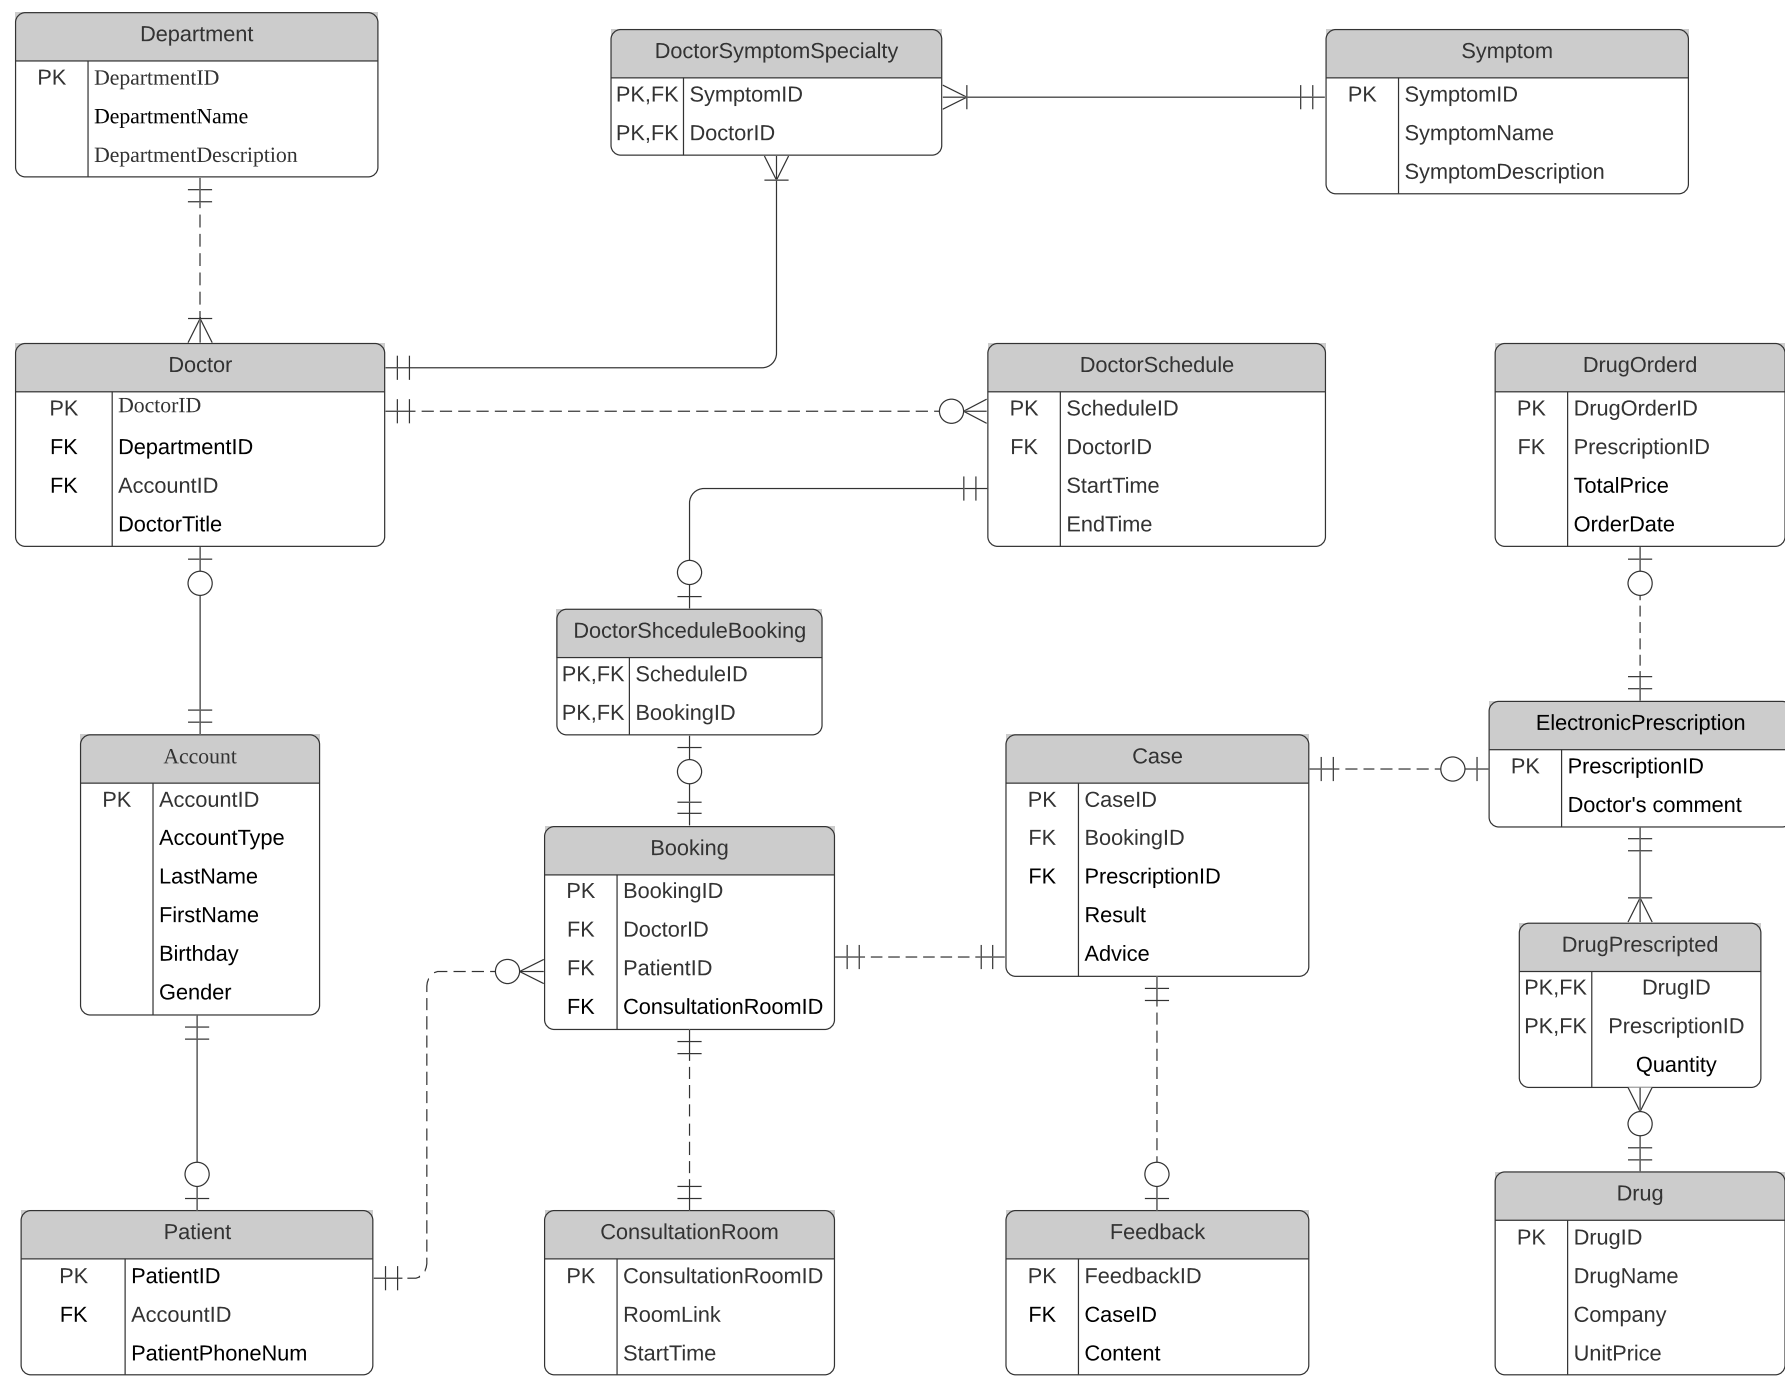 Department
PK DepartmentID
DepartmentName
DepartmentDescription
DoctorSymptomSpecialty
PK,FK SymptomID
PK,FK DoctorID
Symptom
PK SymptomID
SymptomName
SymptomDescription
Doctor
PK DoctorID
FK DepartmentID
FK AccountID
DoctorTitle
DoctorSchedule
PK ScheduleID
FK DoctorID
StartTime
EndTime
DrugOrderd
PK DrugOrderID
FK PrescriptionID
TotalPrice
OrderDate
DoctorShceduleBooking
PK,FK ScheduleID
PK,FK BookingID
Account
PK AccountID
AccountType
LastName
FirstName
Birthday
Gender
Booking
PK BookingID
FK DoctorID
FK PatientID
FK ConsultationRoomID
Case
PK CaseID
FK BookingID
FK PrescriptionID
Result
Advice
ElectronicPrescription
PK PrescriptionID
Doctor's comment
DrugPrescripted
PK,FK DrugID
PK,FK PrescriptionID
Quantity
Patient
PK PatientID
FK AccountID
PatientPhoneNum
ConsultationRoom
PK ConsultationRoomID
RoomLink
StartTime
Feedback
PK FeedbackID
FK CaseID
Content
Drug
PK DrugID
DrugName
Company
UnitPrice